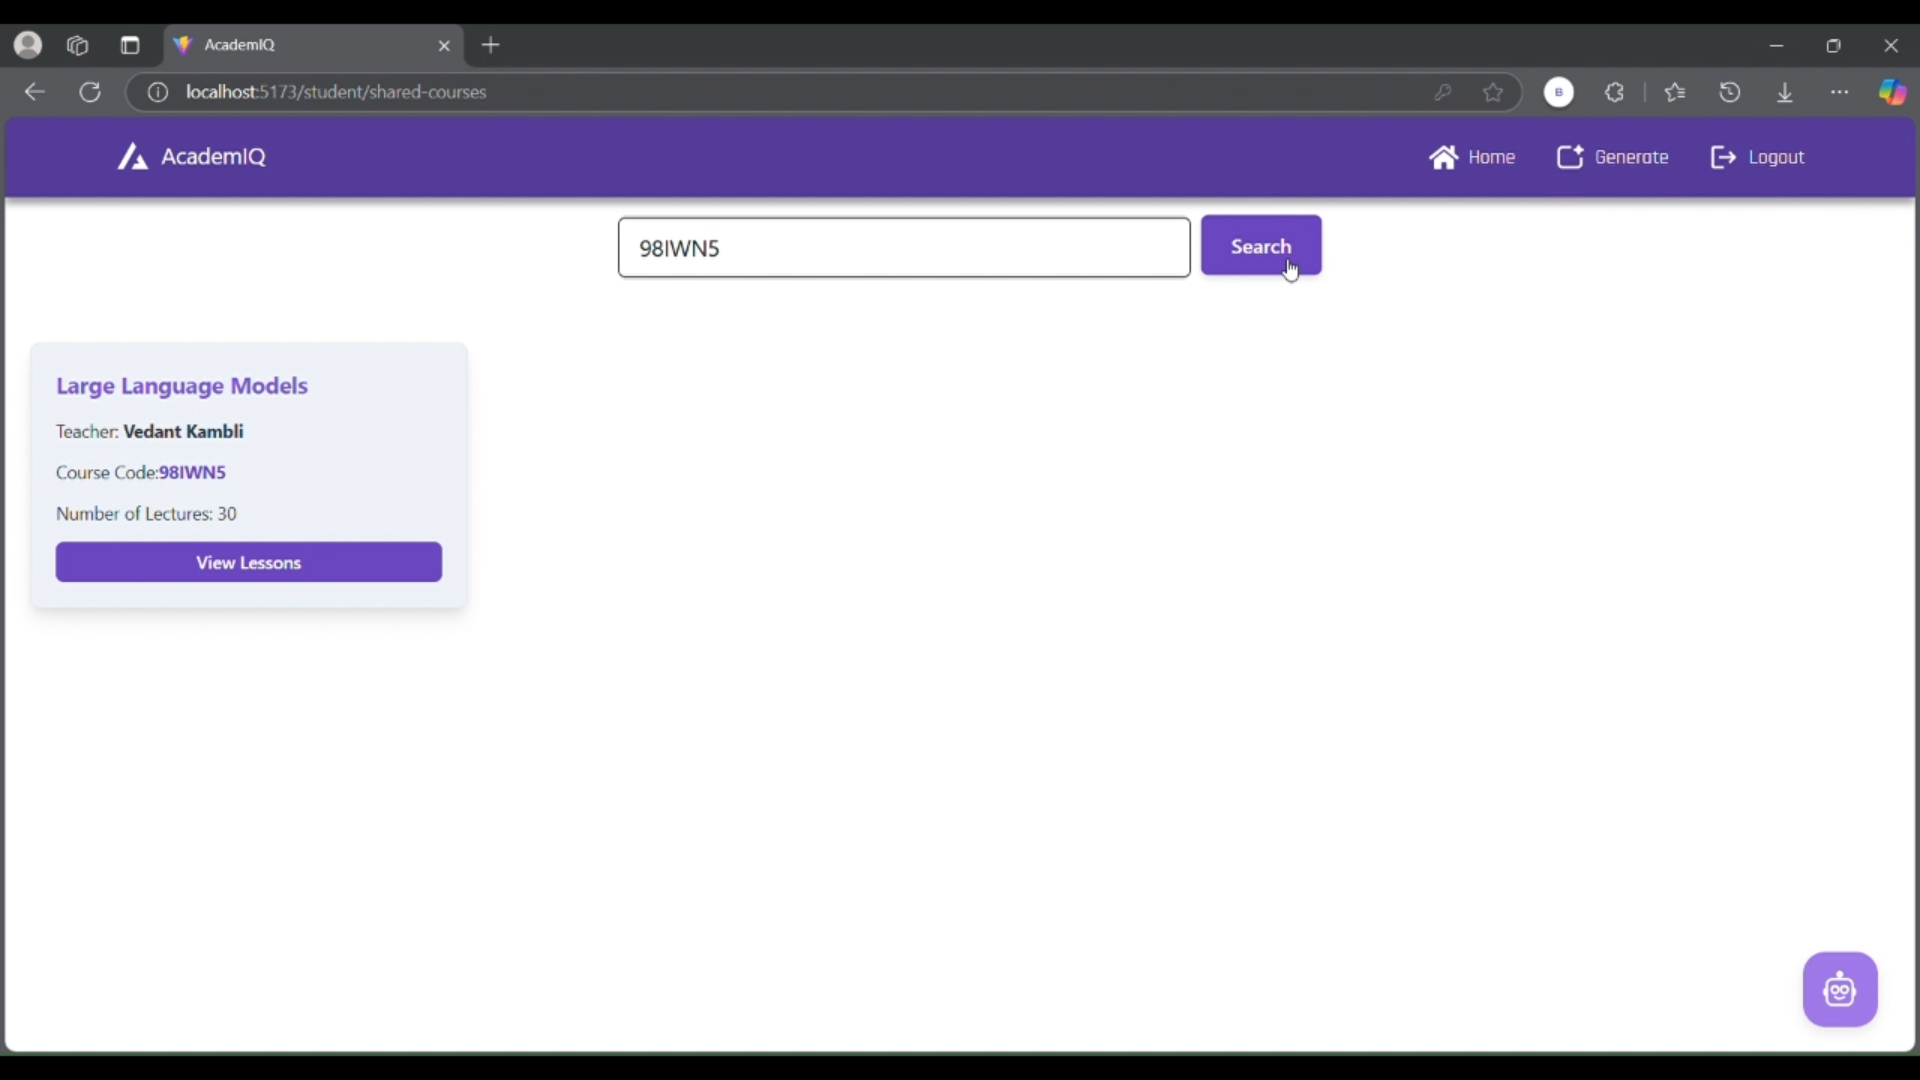 AcademIQ
localhost:5173/student/shared-courses
B
AcademIQ
Home
Generate
Logout
98IWN5
Search
Large Language Models
Teacher: Vedant Kambli
Course Code:98IWN5
Number of Lectures: 30
View Lessons